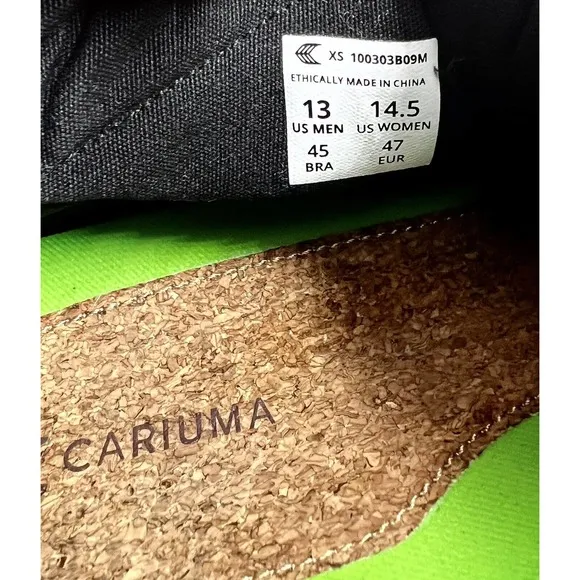 XS 100303B09M
ETHICALLY MADE IN CHINA
13 14.5
US MEN US WOMEN
45 47
BRA EUR
CARIUMA